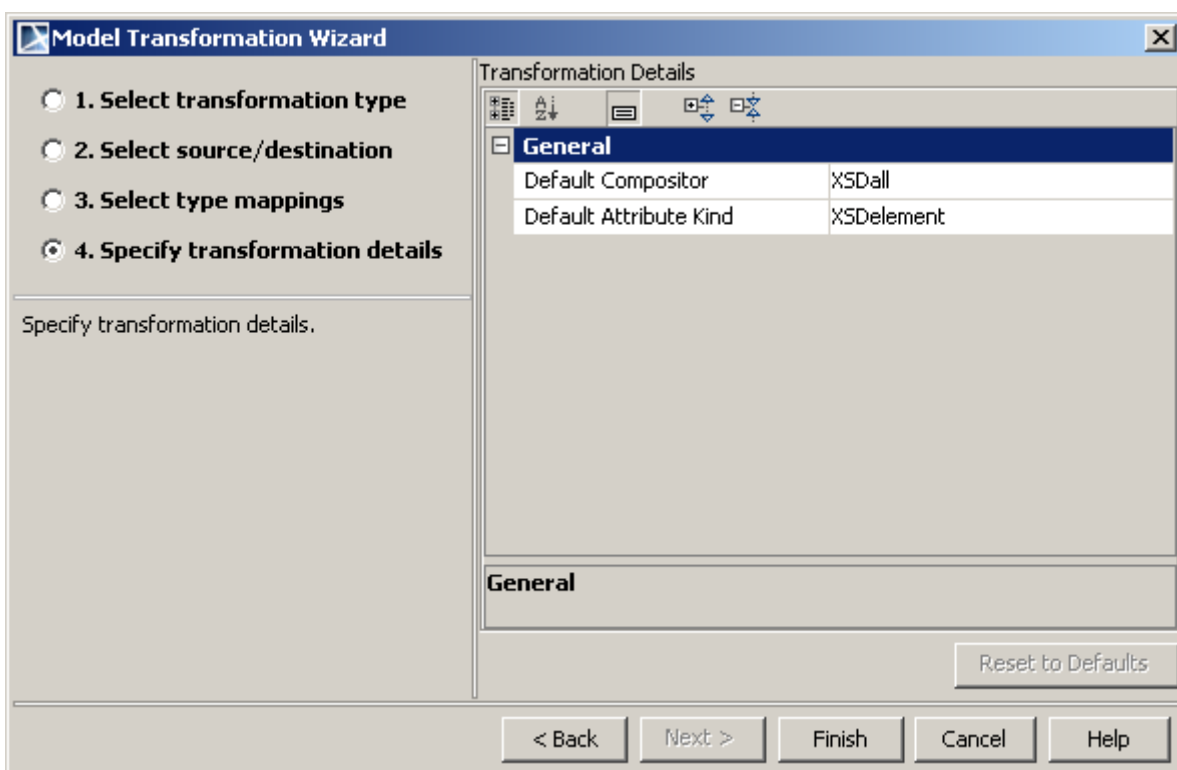 Model Transformation Wizard
1. Select transformation type
2. Select source/destination
3. Select type mappings
4. Specify transformation details
Specify transformation details.
Transformation Details
General
Default Compositor XSDall
Default Attribute Kind XSDelement
General
Reset to Defaults
< Back Next > Finish Cancel Help